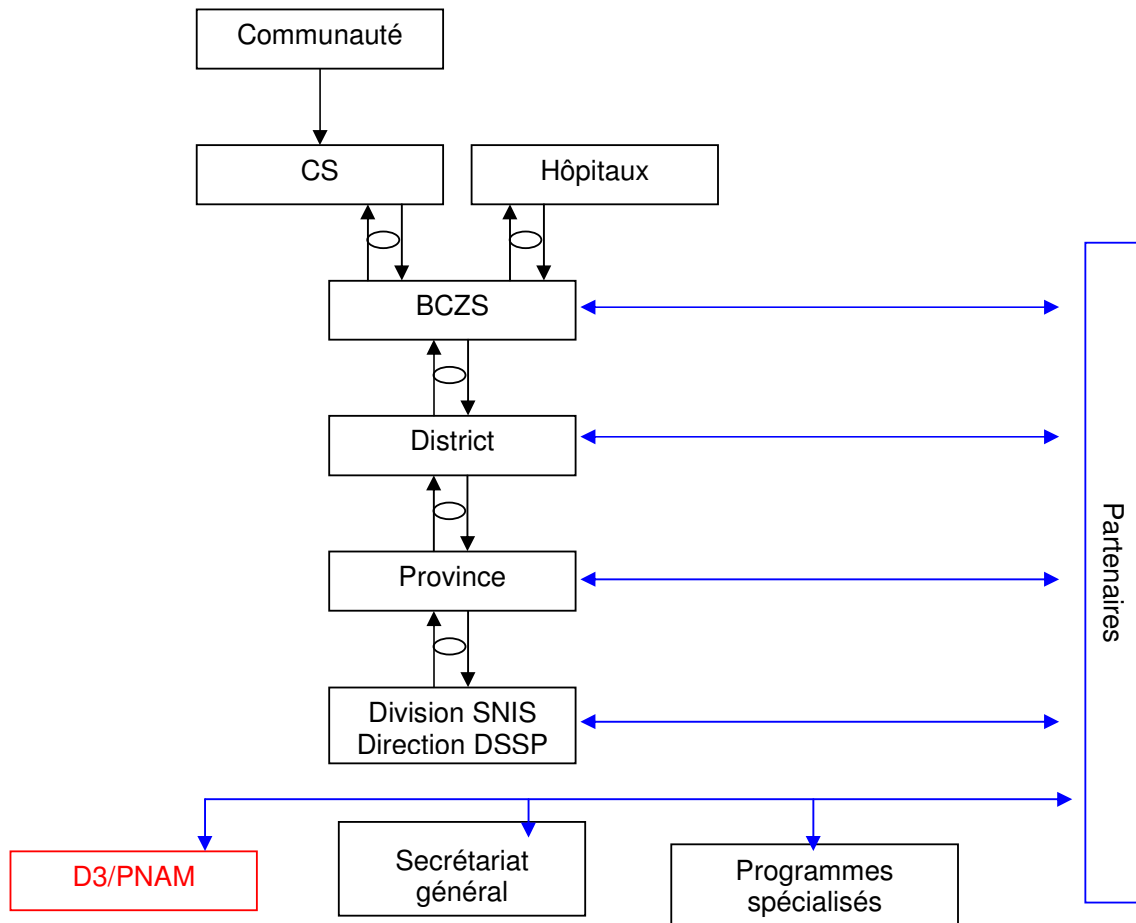 Communauté
CS
Hôpitaux
BCZS
District
Province
Partenaires
Division SNIS
Direction DSSP
D3/PNAM
Secrétariat
général
Programmes
spécialisés